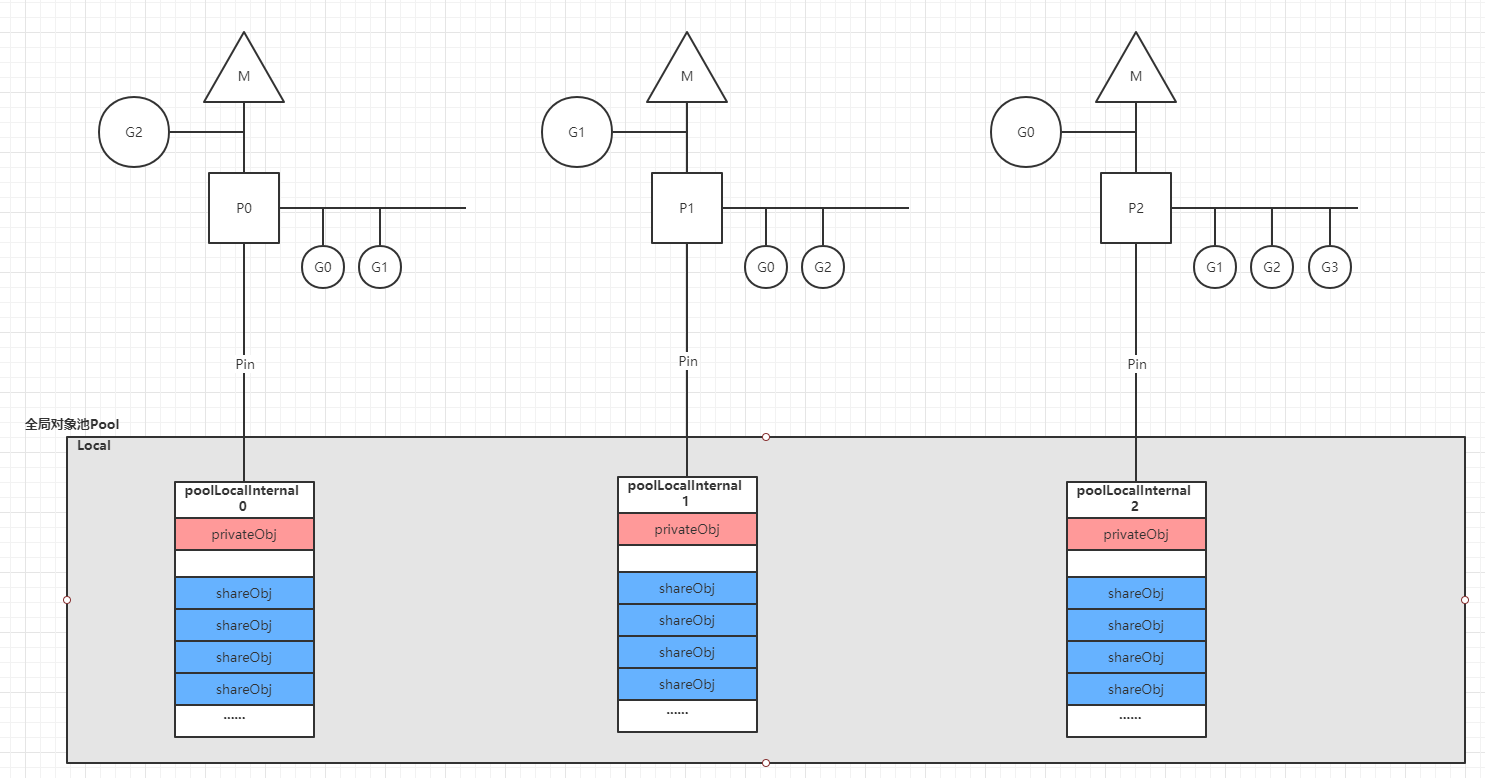 M
M
M
G2
G1
G0
P0
P1
P2
G0
G1
G0
G2
G1
G2
G3
Pin
Pin
Pin
全局对象池Pool
Local
poolLocalInternal
0
privateObj
shareObj
shareObj
shareObj
shareObj
......
poolLocalInternal
1
privateObj
shareObj
shareObj
shareObj
shareObj
......
poolLocalInternal
2
privateObj
shareObj
shareObj
shareObj
shareObj
......